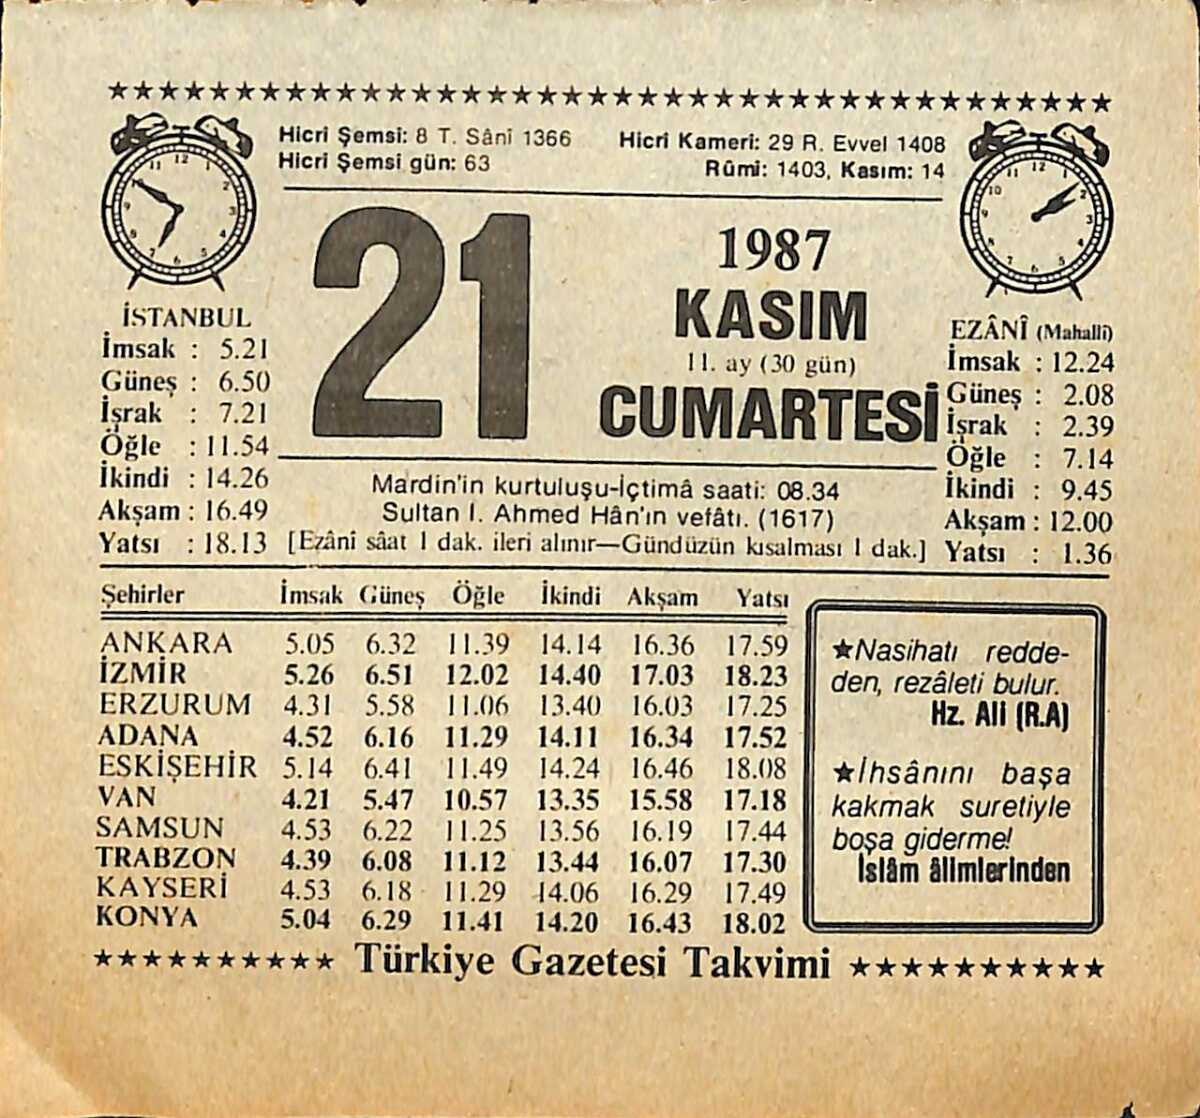 Hicrî Şemsi: 8 T. Sânî 1366
Hicrî Şemsi gün: 63
Hicrî Kamerî: 29 R. Evvel 1408
Rûmî: 1403, Kasım: 14
21
1987
KASIM
11. ay (30 gün)
CUMARTESİ
İSTANBUL
İmsak : 5.21
Güneş : 6.50
İşrak : 7.21
Öğle : 11.54
İkindi : 14.26
Akşam : 16.49
Yatsı : 18.13
EZÂNÎ (Mahallî)
İmsak : 12.24
Güneş : 2.08
İşrak : 2.39
Öğle : 7.14
İkindi : 9.45
Akşam : 12.00
Yatsı : 1.36
Mardin'in kurtuluşu-İçtimâ saati: 08.34
Sultan I. Ahmed Hân'ın vefâtı. (1617)
[Ezânî sâat 1 dak. ileri alınır—Gündüzün kısalması 1 dak.]
Şehirler İmsak Güneş Öğle İkindi Akşam Yatsı
ANKARA 5.05 6.32 11.39 14.14 16.36 17.59
İZMİR 5.26 6.51 12.02 14.40 17.03 18.23
ERZURUM 4.31 5.58 11.06 13.40 16.03 17.25
ADANA 4.52 6.16 11.29 14.11 16.34 17.52
ESKİŞEHİR 5.14 6.41 11.49 14.24 16.46 18.08
VAN 4.21 5.47 10.57 13.35 15.58 17.18
SAMSUN 4.53 6.22 11.25 13.56 16.19 17.44
TRABZON 4.39 6.08 11.12 13.44 16.07 17.30
KAYSERİ 4.53 6.18 11.29 14.06 16.29 17.49
KONYA 5.04 6.29 11.41 14.20 16.43 18.02
★Nasihatı redde-
den, rezâleti bulur.
Hz. Ali (R.A)
★İhsânını başa
kakmak suretiyle
boşa giderme!
İslâm âlimlerinden
Türkiye Gazetesi Takvimi